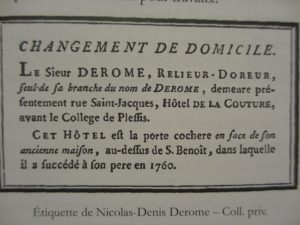 pour travaux.
CHANGEMENT DE DOMICILE.
LE Sieur DEROME, RELIEUR-DOREUR,
seul de sa branche du nom de DEROME, demeure pré-
sentement rue Saint-Jacques, Hôtel DE LA COUTURE,
avant le College de Plessis.
CET HÔTEL est la porte cochere en face de son
ancienne maison, au-dessus de S. Benoît, dans laquelle
il a succédé à son pere en 1760.
Étiquette de Nicolas-Denis Derome – Coll. priv.